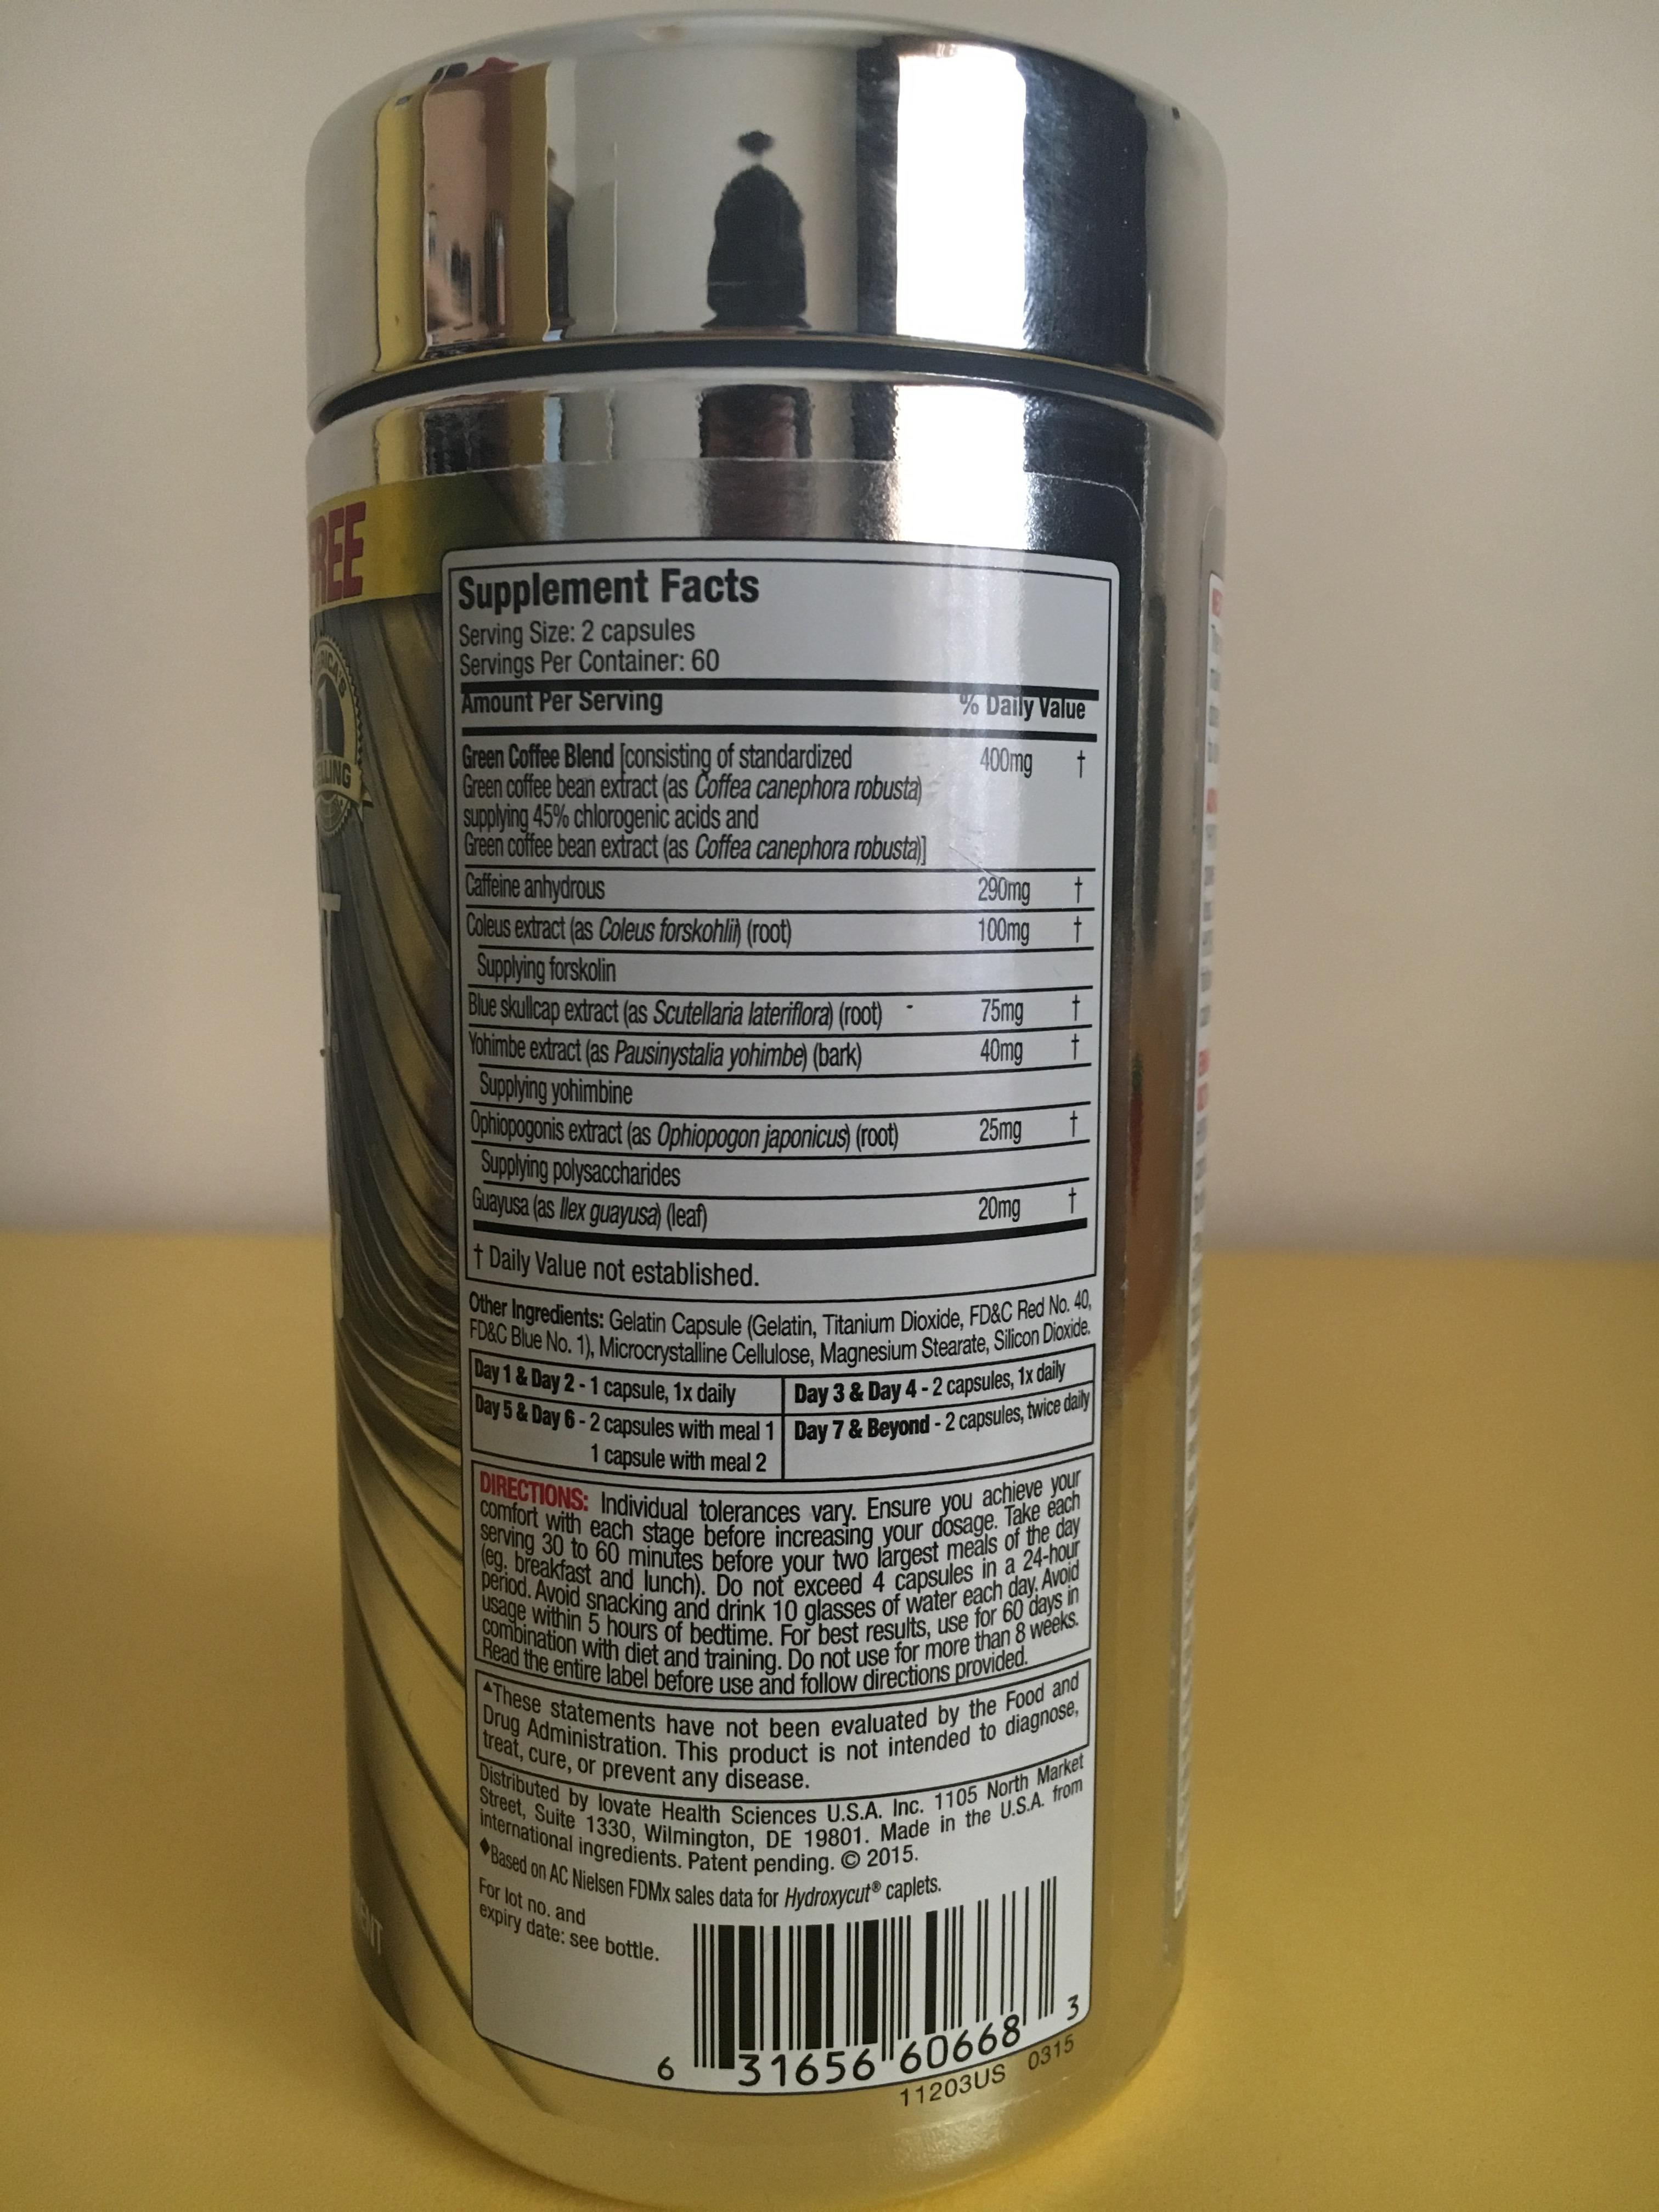 REE
1
LLING
Supplement Facts
Serving Size: 2 capsules
Servings Per Container: 60
Amount Per Serving % Daily Value
Green Coffee Blend [consisting of standardized 400mg †
Green coffee bean extract (as Coffea canephora robusta)
supplying 45% chlorogenic acids and
Green coffee bean extract (as Coffea canephora robusta)]
Caffeine anhydrous 290mg †
Coleus extract (as Coleus forskohlii) (root) 100mg †
Supplying forskolin
Blue skullcap extract (as Scutellaria lateriflora) (root) 75mg †
Yohimbe extract (as Pausinystalia yohimbe) (bark) 40mg †
Supplying yohimbine
Ophiopogonis extract (as Ophiopogon japonicus) (root) 25mg †
Supplying polysaccharides
Guayusa (as Ilex guayusa) (leaf) 20mg †
† Daily Value not established.
Other Ingredients: Gelatin Capsule (Gelatin, Titanium Dioxide, FD&C Red No. 40,
FD&C Blue No. 1), Microcrystalline Cellulose, Magnesium Stearate, Silicon Dioxide.
Day 1 & Day 2 - 1 capsule, 1x daily
Day 3 & Day 4 - 2 capsules, 1x daily
Day 5 & Day 6 - 2 capsules with meal 1
1 capsule with meal 2
Day 7 & Beyond - 2 capsules, twice daily
DIRECTIONS: Individual tolerances vary. Ensure you achieve your
comfort with each stage before increasing your dosage. Take each
serving 30 to 60 minutes before your two largest meals of the day
(eg. breakfast and lunch). Do not exceed 4 capsules in a 24-hour
period. Avoid snacking and drink 10 glasses of water each day. Avoid
usage within 5 hours of bedtime. For best results, use for 60 days in
combination with diet and training. Do not use for more than 8 weeks.
Read the entire label before use and follow directions provided.
▲These statements have not been evaluated by the Food and
Drug Administration. This product is not intended to diagnose,
treat, cure, or prevent any disease.
Distributed by Iovate Health Sciences U.S.A. Inc. 1105 North Market
Street, Suite 1330, Wilmington, DE 19801. Made in the U.S.A. from
international ingredients. Patent pending. © 2015.
◆Based on AC Nielsen FDMx sales data for Hydroxycut® caplets.
For lot no. and
expiry date: see bottle.
6 31656 60668 3
11203US 0315